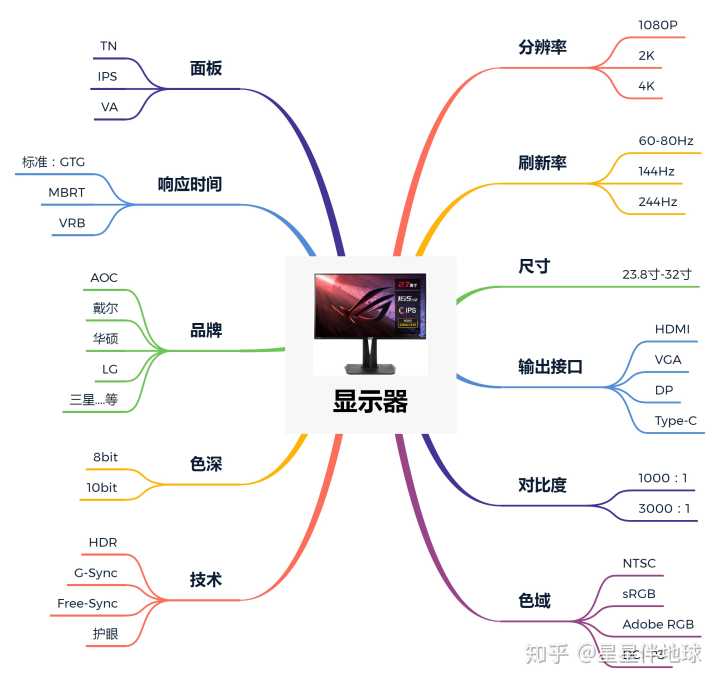 面板
TN
IPS
VA
响应时间
标准：GTG
MBRT
VRB
品牌
AOC
戴尔
华硕
LG
三星....等
色深
8bit
10bit
技术
HDR
G-Sync
Free-Sync
护眼
27
165
IPS
显示器
分辨率
1080P
2K
4K
刷新率
60-80Hz
144Hz
244Hz
尺寸
23.8寸-32寸
输出接口
HDMI
VGA
DP
Type-C
对比度
1000：1
3000：1
色域
NTSC
sRGB
Adobe RGB
知乎 @星星伴地球